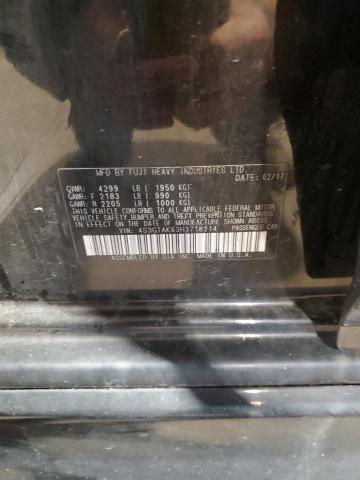 MFD BY FUJI HEAVY INDUSTRIES LTD.
DATE: 02/17
GVWR: 4299 LB ( 1950 KG)
GAWR: F 2183 LB ( 990 KG)
GAWR: R 2205 LB ( 1000 KG)
THIS VEHICLE CONFORMS TO ALL APPLICABLE FEDERAL MOTOR
VEHICLE SAFETY, BUMPER, AND THEFT PREVENTION STANDARDS
IN EFFECT ON THE DATE OF MANUFACTURE SHOWN ABOVE.
VIN: 4S3GTAK63H3718214 PASSENGER CAR
ASSEMBLED BY SIA INC. MADE IN U.S.A.